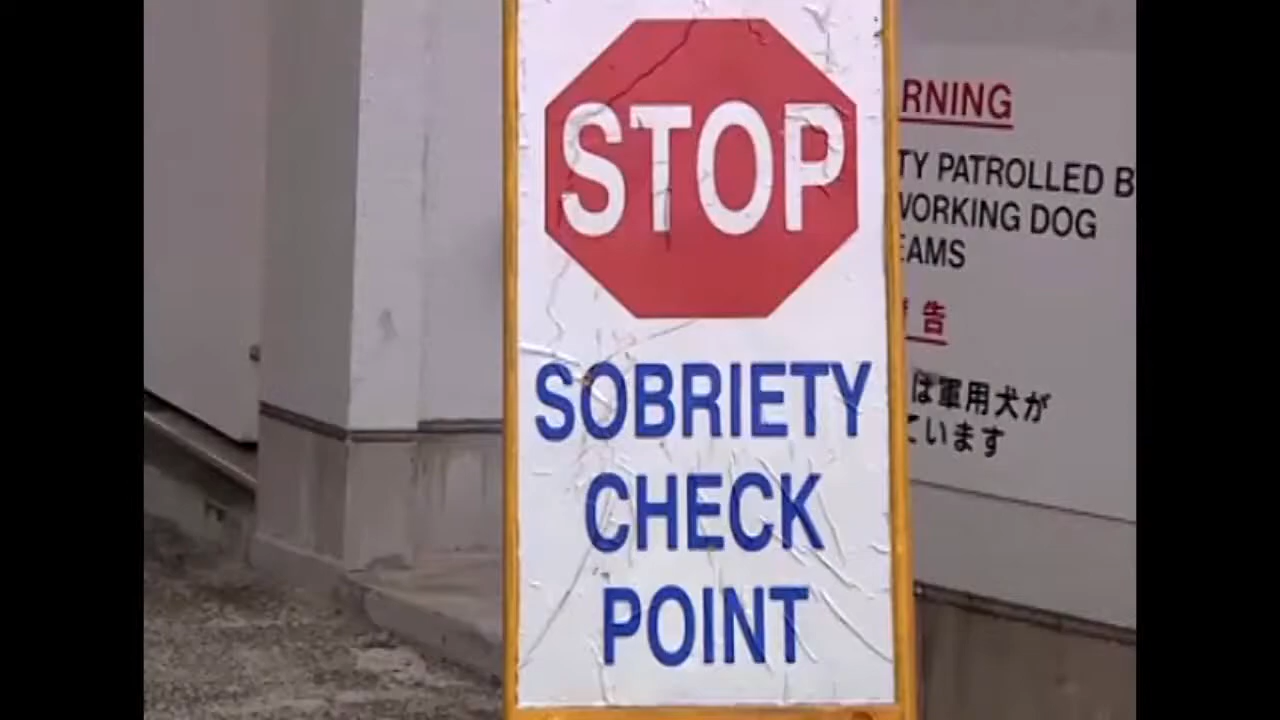 STOP
SOBRIETY
CHECK
POINT
RNING
TY PATROLLED B
WORKING DOG
EAMS
告
は軍用犬が
ています